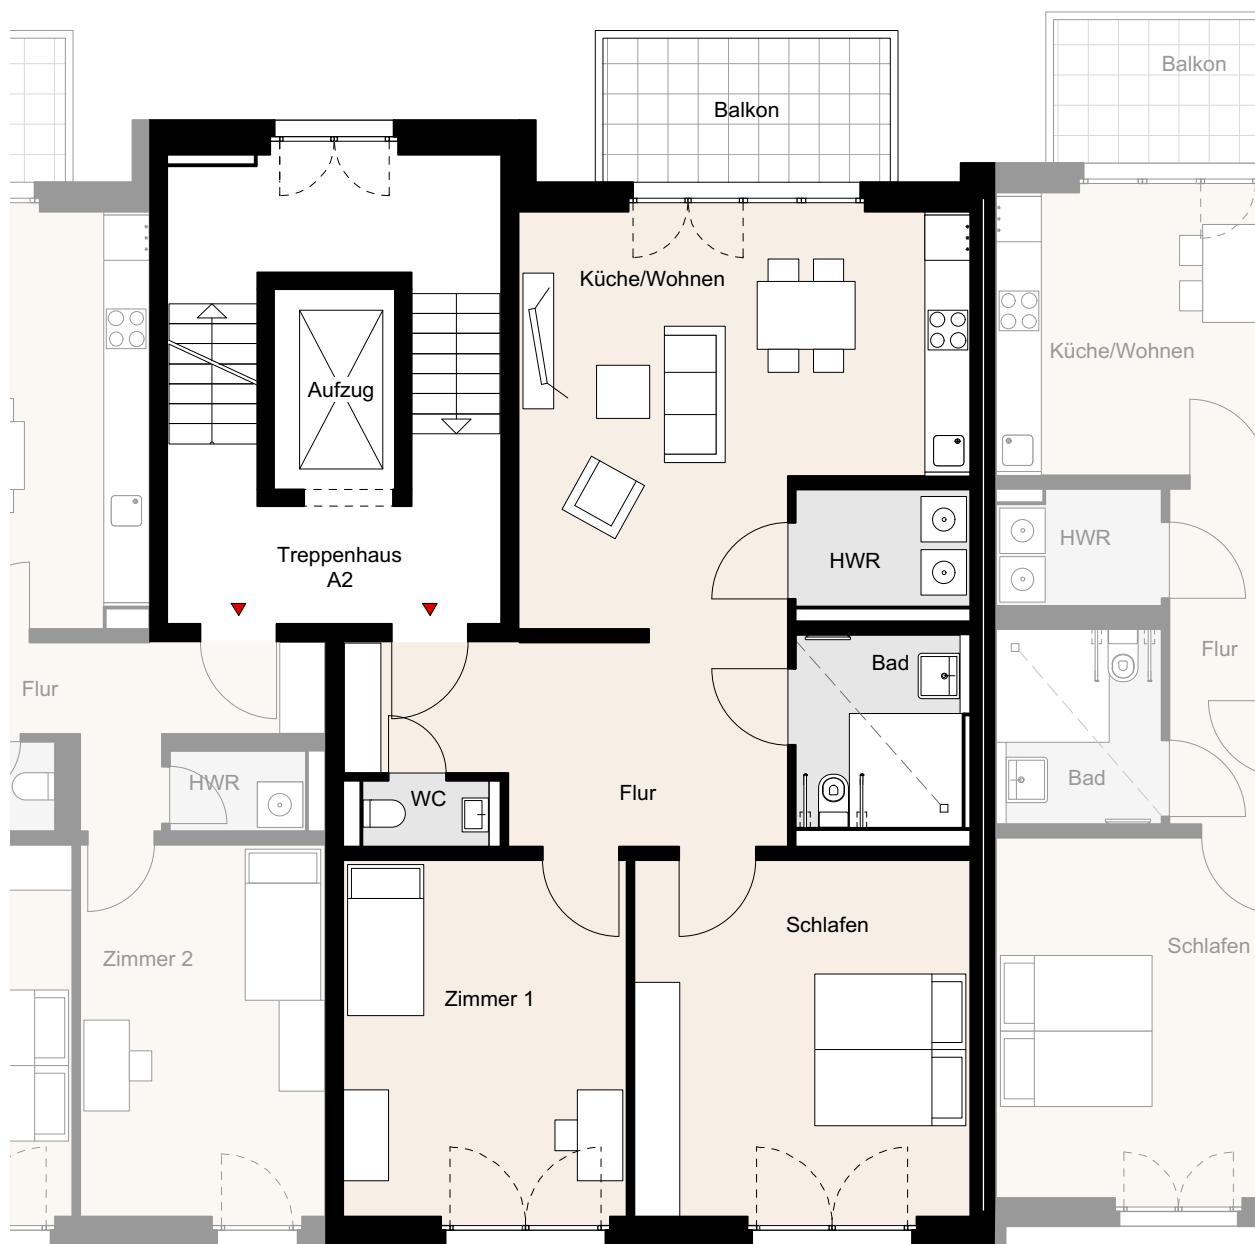 Balkon
Balkon
Küche/Wohnen
Küche/Wohnen
Aufzug
Treppenhaus
A2
HWR
HWR
Bad
Flur
Flur
Bad
HWR
WC
Flur
Schlafen
Schlafen
Zimmer 2
Zimmer 1